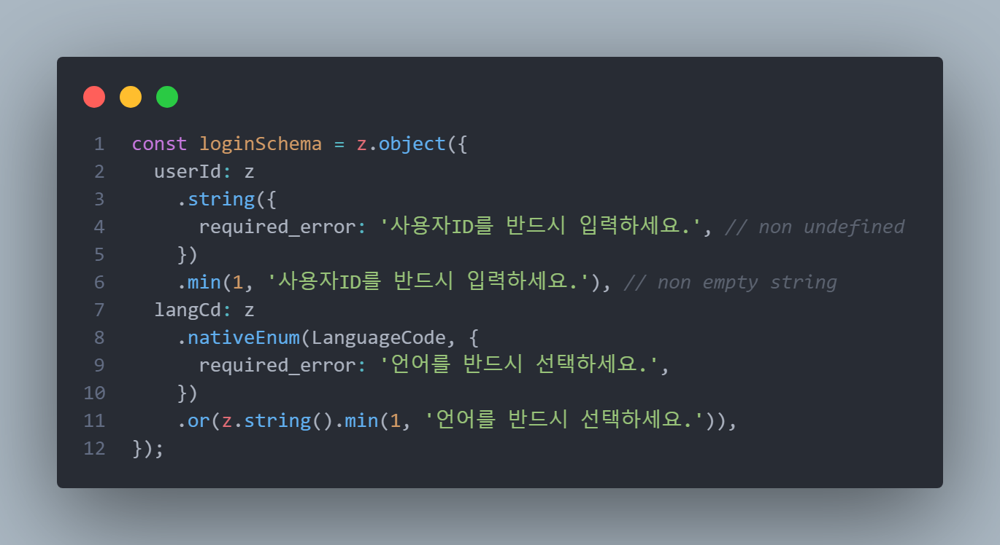 1 const loginSchema = z.object({
2   userId: z
3     .string({
4       required_error: '사용자ID를 반드시 입력하세요.', // non undefined
5     })
6     .min(1, '사용자ID를 반드시 입력하세요.'), // non empty string
7   langCd: z
8     .nativeEnum(LanguageCode, {
9       required_error: '언어를 반드시 선택하세요.',
10     })
11     .or(z.string().min(1, '언어를 반드시 선택하세요.')),
12 });